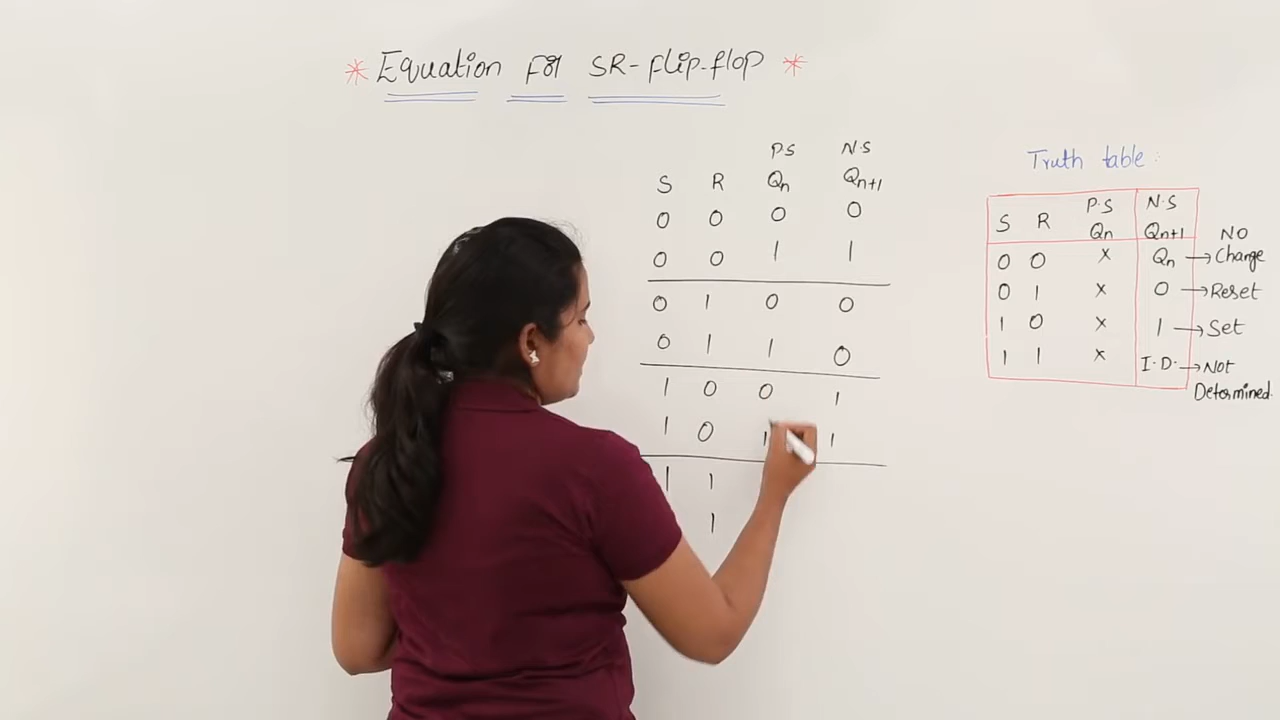 * Equation for SR-flip-flop *
P.S N.S
S R Qn Qn+1
0 0 0 0
0 0 1 1
0 1 0 0
0 1 1 0
1 0 0 1
1 0 1 1
1 1
1
Truth table:
P.S N.S
S R Qn Qn+1
0 0 x Qn → NO Change
0 1 x 0 → Reset
1 0 x 1 → Set
1 1 x I.D. → Not
Determined.